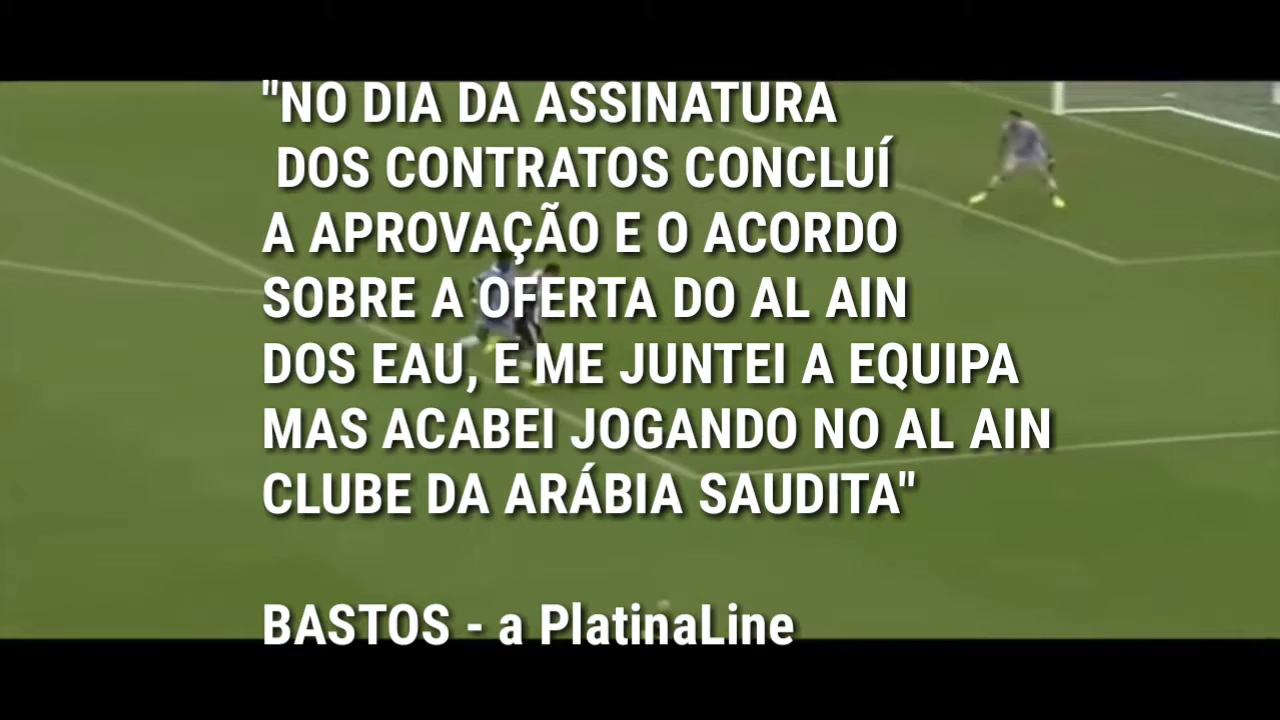 "NO DIA DA ASSINATURA
DOS CONTRATOS CONCLUÍ
A APROVAÇÃO E O ACORDO
SOBRE A OFERTA DO AL AIN
DOS EAU, E ME JUNTEI A EQUIPA
MAS ACABEI JOGANDO NO AL AIN
CLUBE DA ARÁBIA SAUDITA"
BASTOS - a PlatinaLine